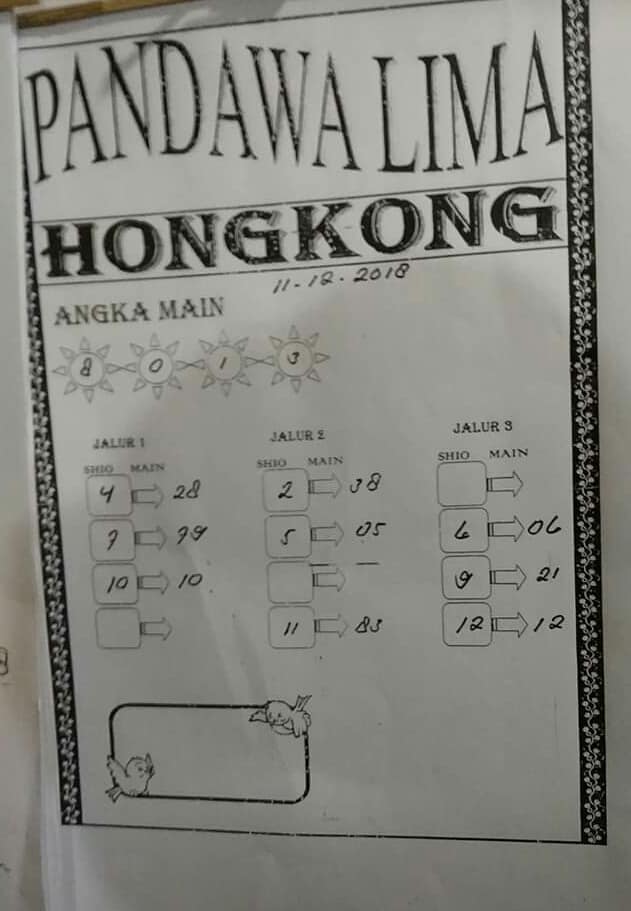 PANDAWA LIMA
HONGKONG
11-12-2018
ANGKA MAIN
8 0 1 3
JALUR 1 JALUR 2 JALUR 3
SHIO MAIN SHIO MAIN SHIO MAIN
4 28 2 38
7 79 5 05 6 06
10 10 9 21
11 83 12 12